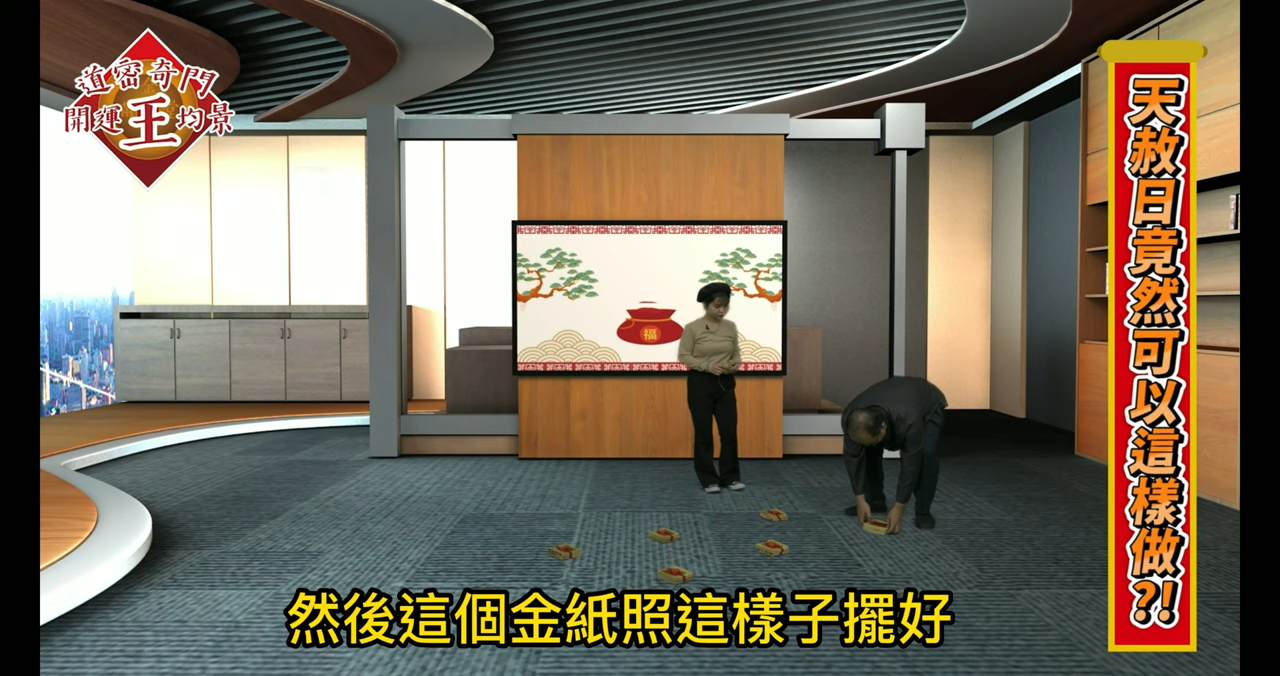 道密奇門
開運王均景
福
天赦日竟然可以這樣做?!
然後這個金紙照這樣子擺好